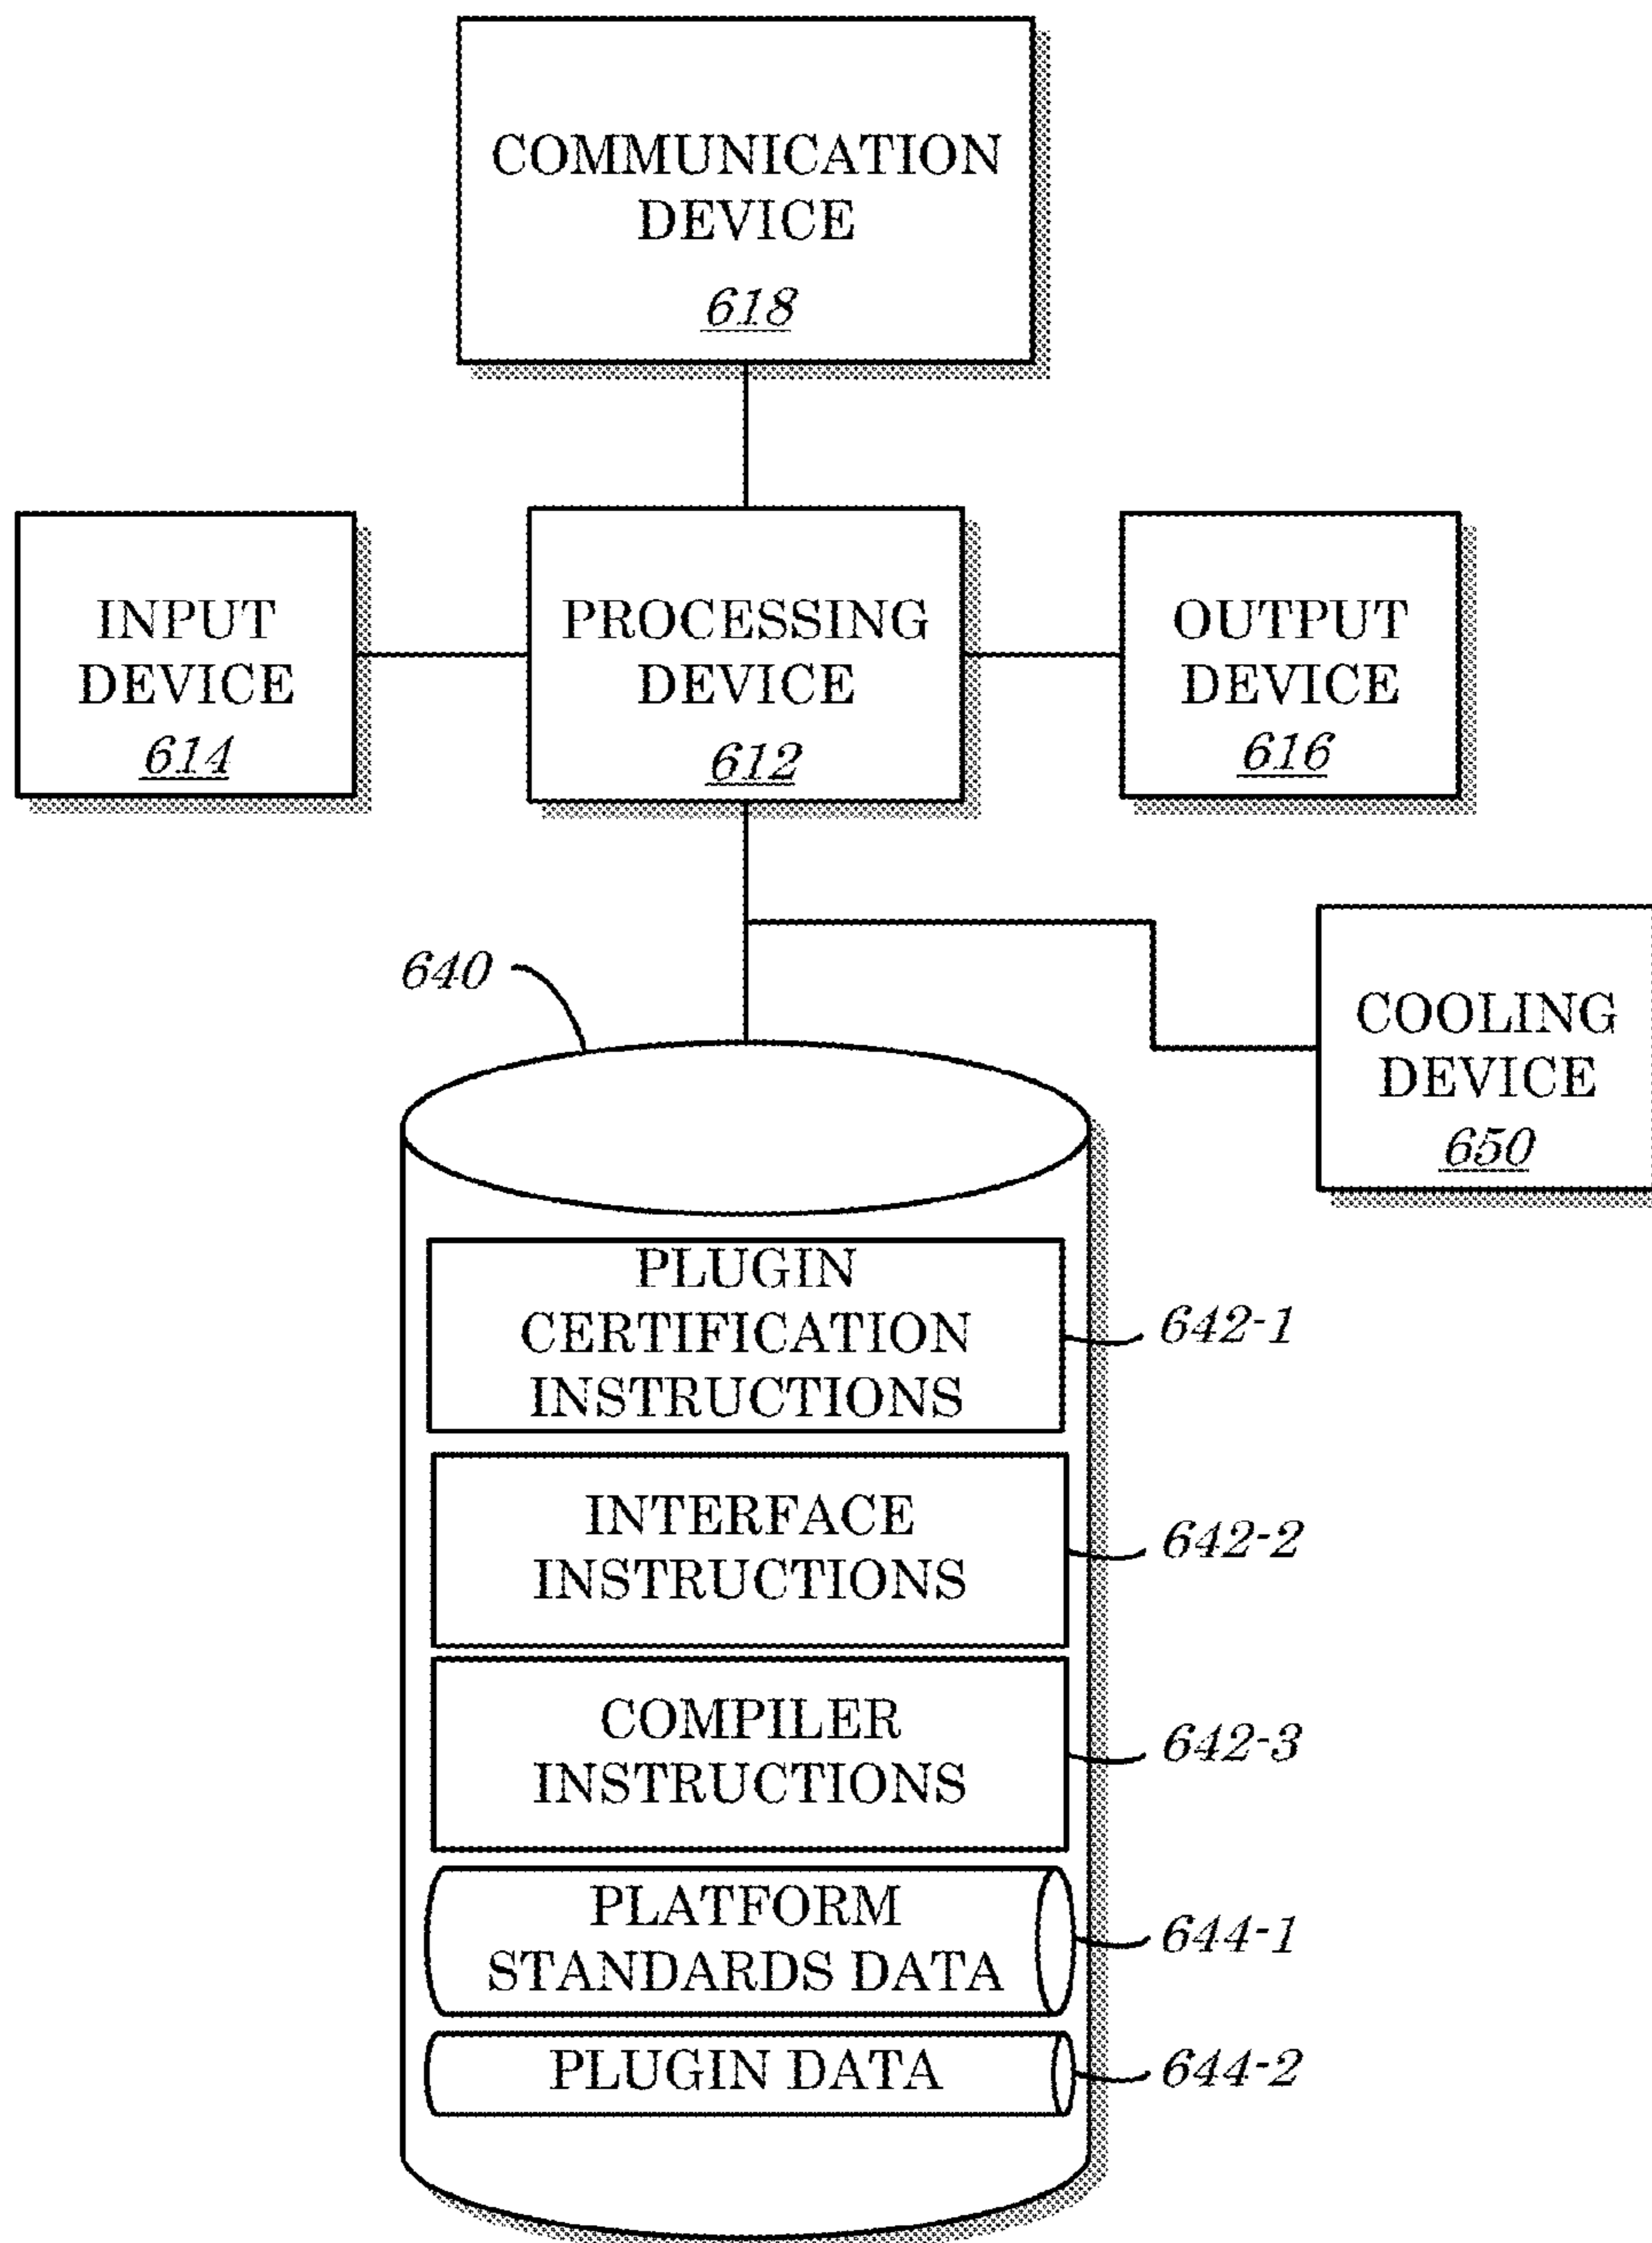 COMMUNICATION
DEVICE
618
INPUT
DEVICE
614
PROCESSING
DEVICE
612
OUTPUT
DEVICE
616
640
COOLING
DEVICE
650
PLUGIN
CERTIFICATION
INSTRUCTIONS
642-1
INTERFACE
INSTRUCTIONS
642-2
COMPILER
INSTRUCTIONS
642-3
PLATFORM
STANDARDS DATA
644-1
PLUGIN DATA
644-2